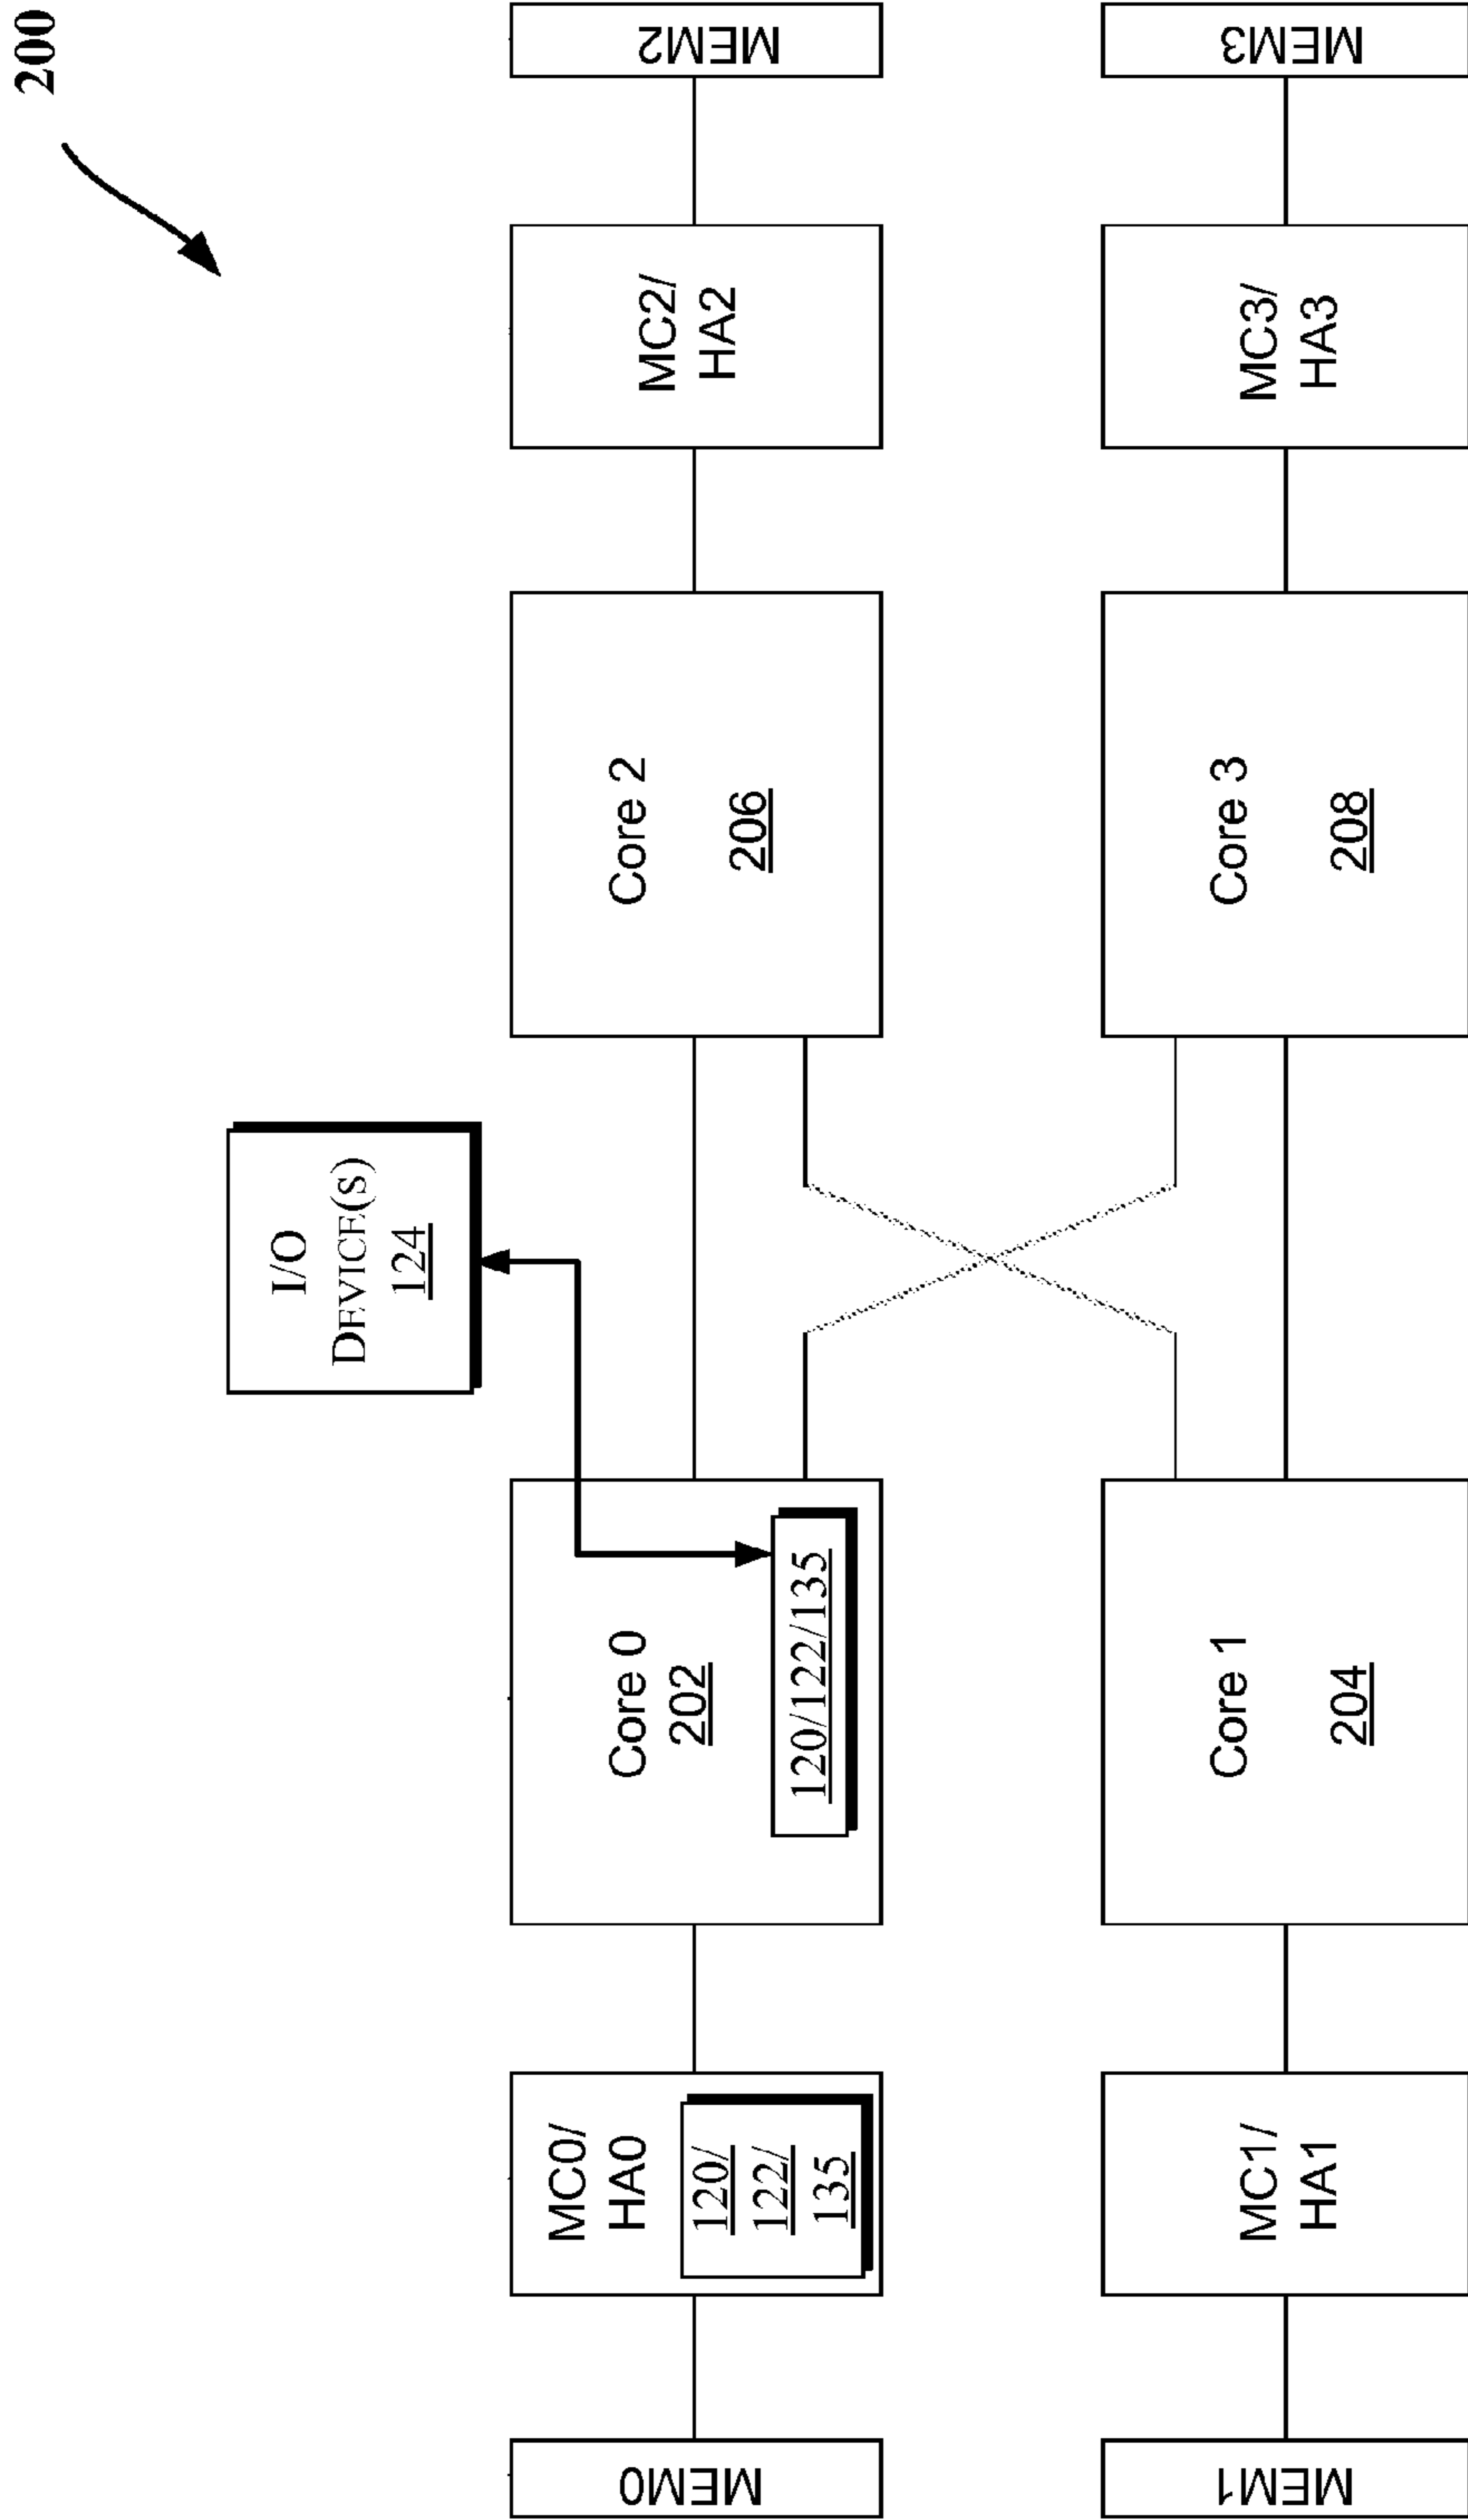 200
I/O
DEVICE(S)
124
MEM0
MC0/
HA0
120/
122/
135
Core 0
202
120/122/135
Core 2
206
MC2/
HA2
MEM2
MEM1
MC1/
HA1
Core 1
204
Core 3
208
MC3/
HA3
MEM3